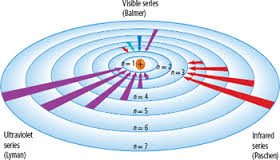 Visible series
(Balmer)
n = 1
+
n = 2
n = 3
n = 4
n = 5
n = 6
n = 7
Ultraviolet
series
(Lyman)
Infrared
series
(Paschen)